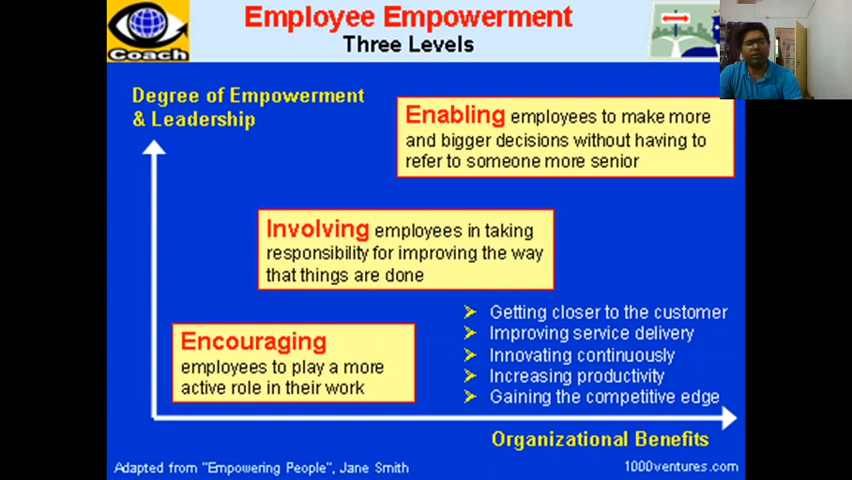 Coach
Employee Empowerment
Three Levels
Degree of Empowerment
& Leadership
Enabling employees to make more
and bigger decisions without having to
refer to someone more senior
Involving employees in taking
responsibility for improving the way
that things are done
Encouraging
employees to play a more
active role in their work
Getting closer to the customer
Improving service delivery
Innovating continuously
Increasing productivity
Gaining the competitive edge
Organizational Benefits
Adapted from "Empowering People", Jane Smith
1000ventures.com